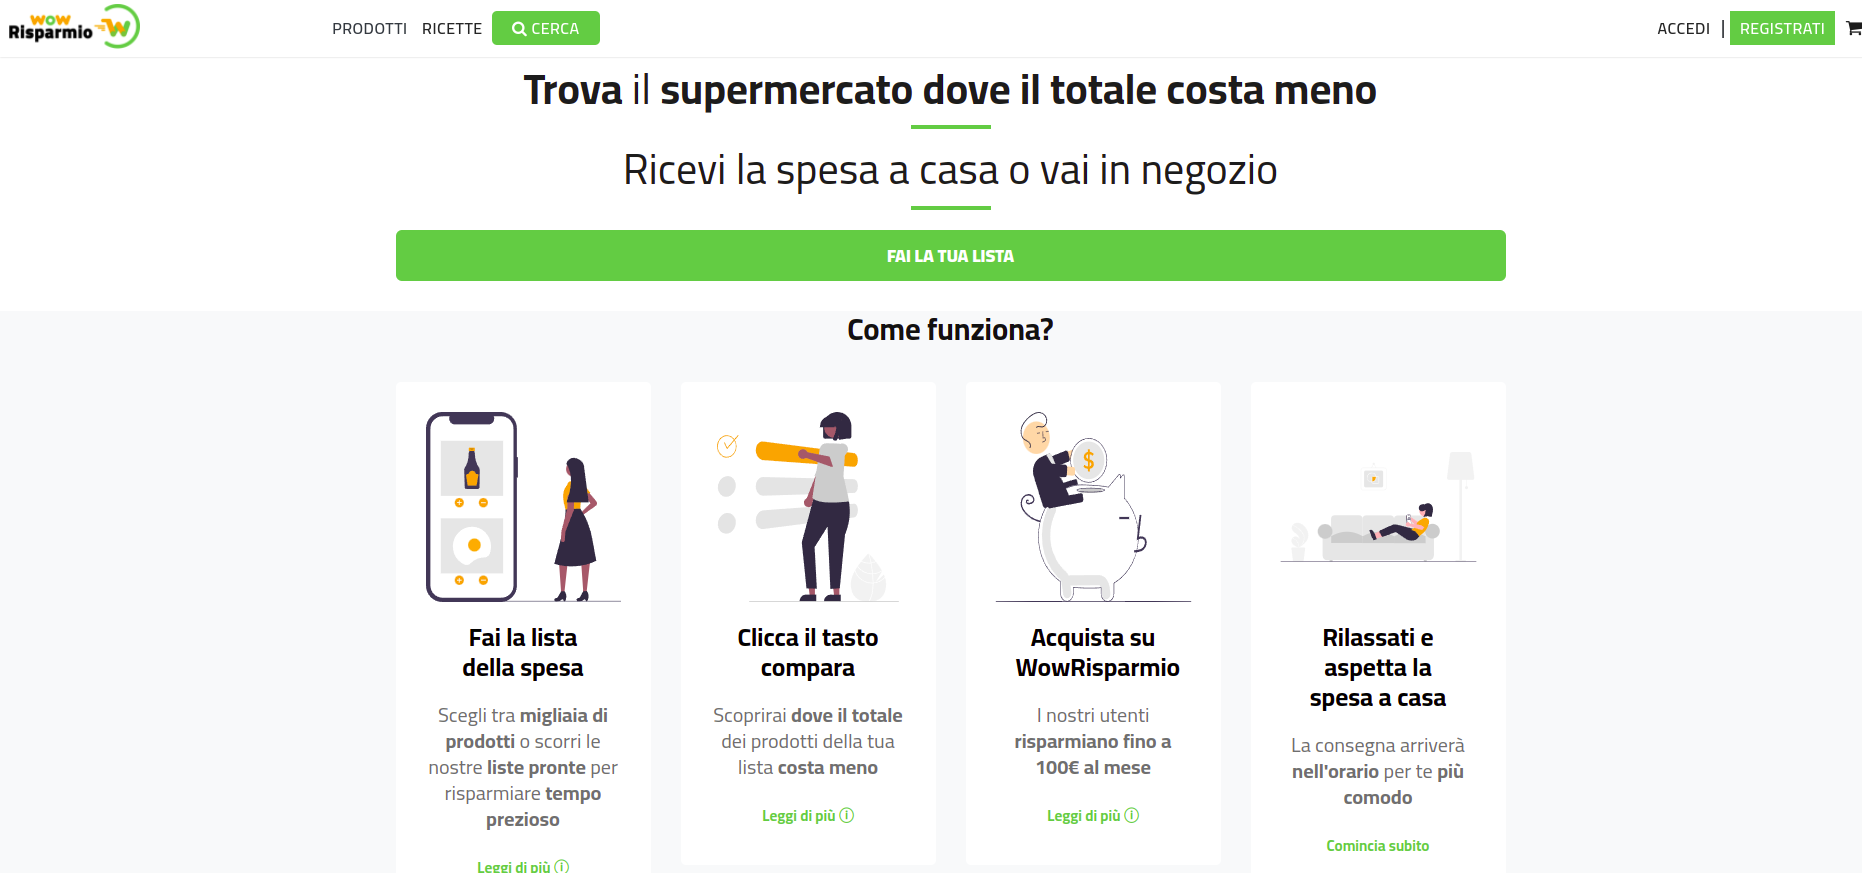 wow
Risparmio
PRODOTTI RICETTE CERCA
ACCEDI | REGISTRATI
Trova il supermercato dove il totale costa meno
Ricevi la spesa a casa o vai in negozio
FAI LA TUA LISTA
Come funziona?
Fai la lista
della spesa
Scegli tra migliaia di
prodotti o scorri le
nostre liste pronte per
risparmiare tempo
prezioso
Leggi di più
Clicca il tasto
compara
Scoprirai dove il totale
dei prodotti della tua
lista costa meno
Leggi di più
$
Acquista su
WowRisparmio
I nostri utenti
risparmiano fino a
100€ al mese
Leggi di più
Rilassati e
aspetta la
spesa a casa
La consegna arriverà
nell'orario per te più
comodo
Comincia subito